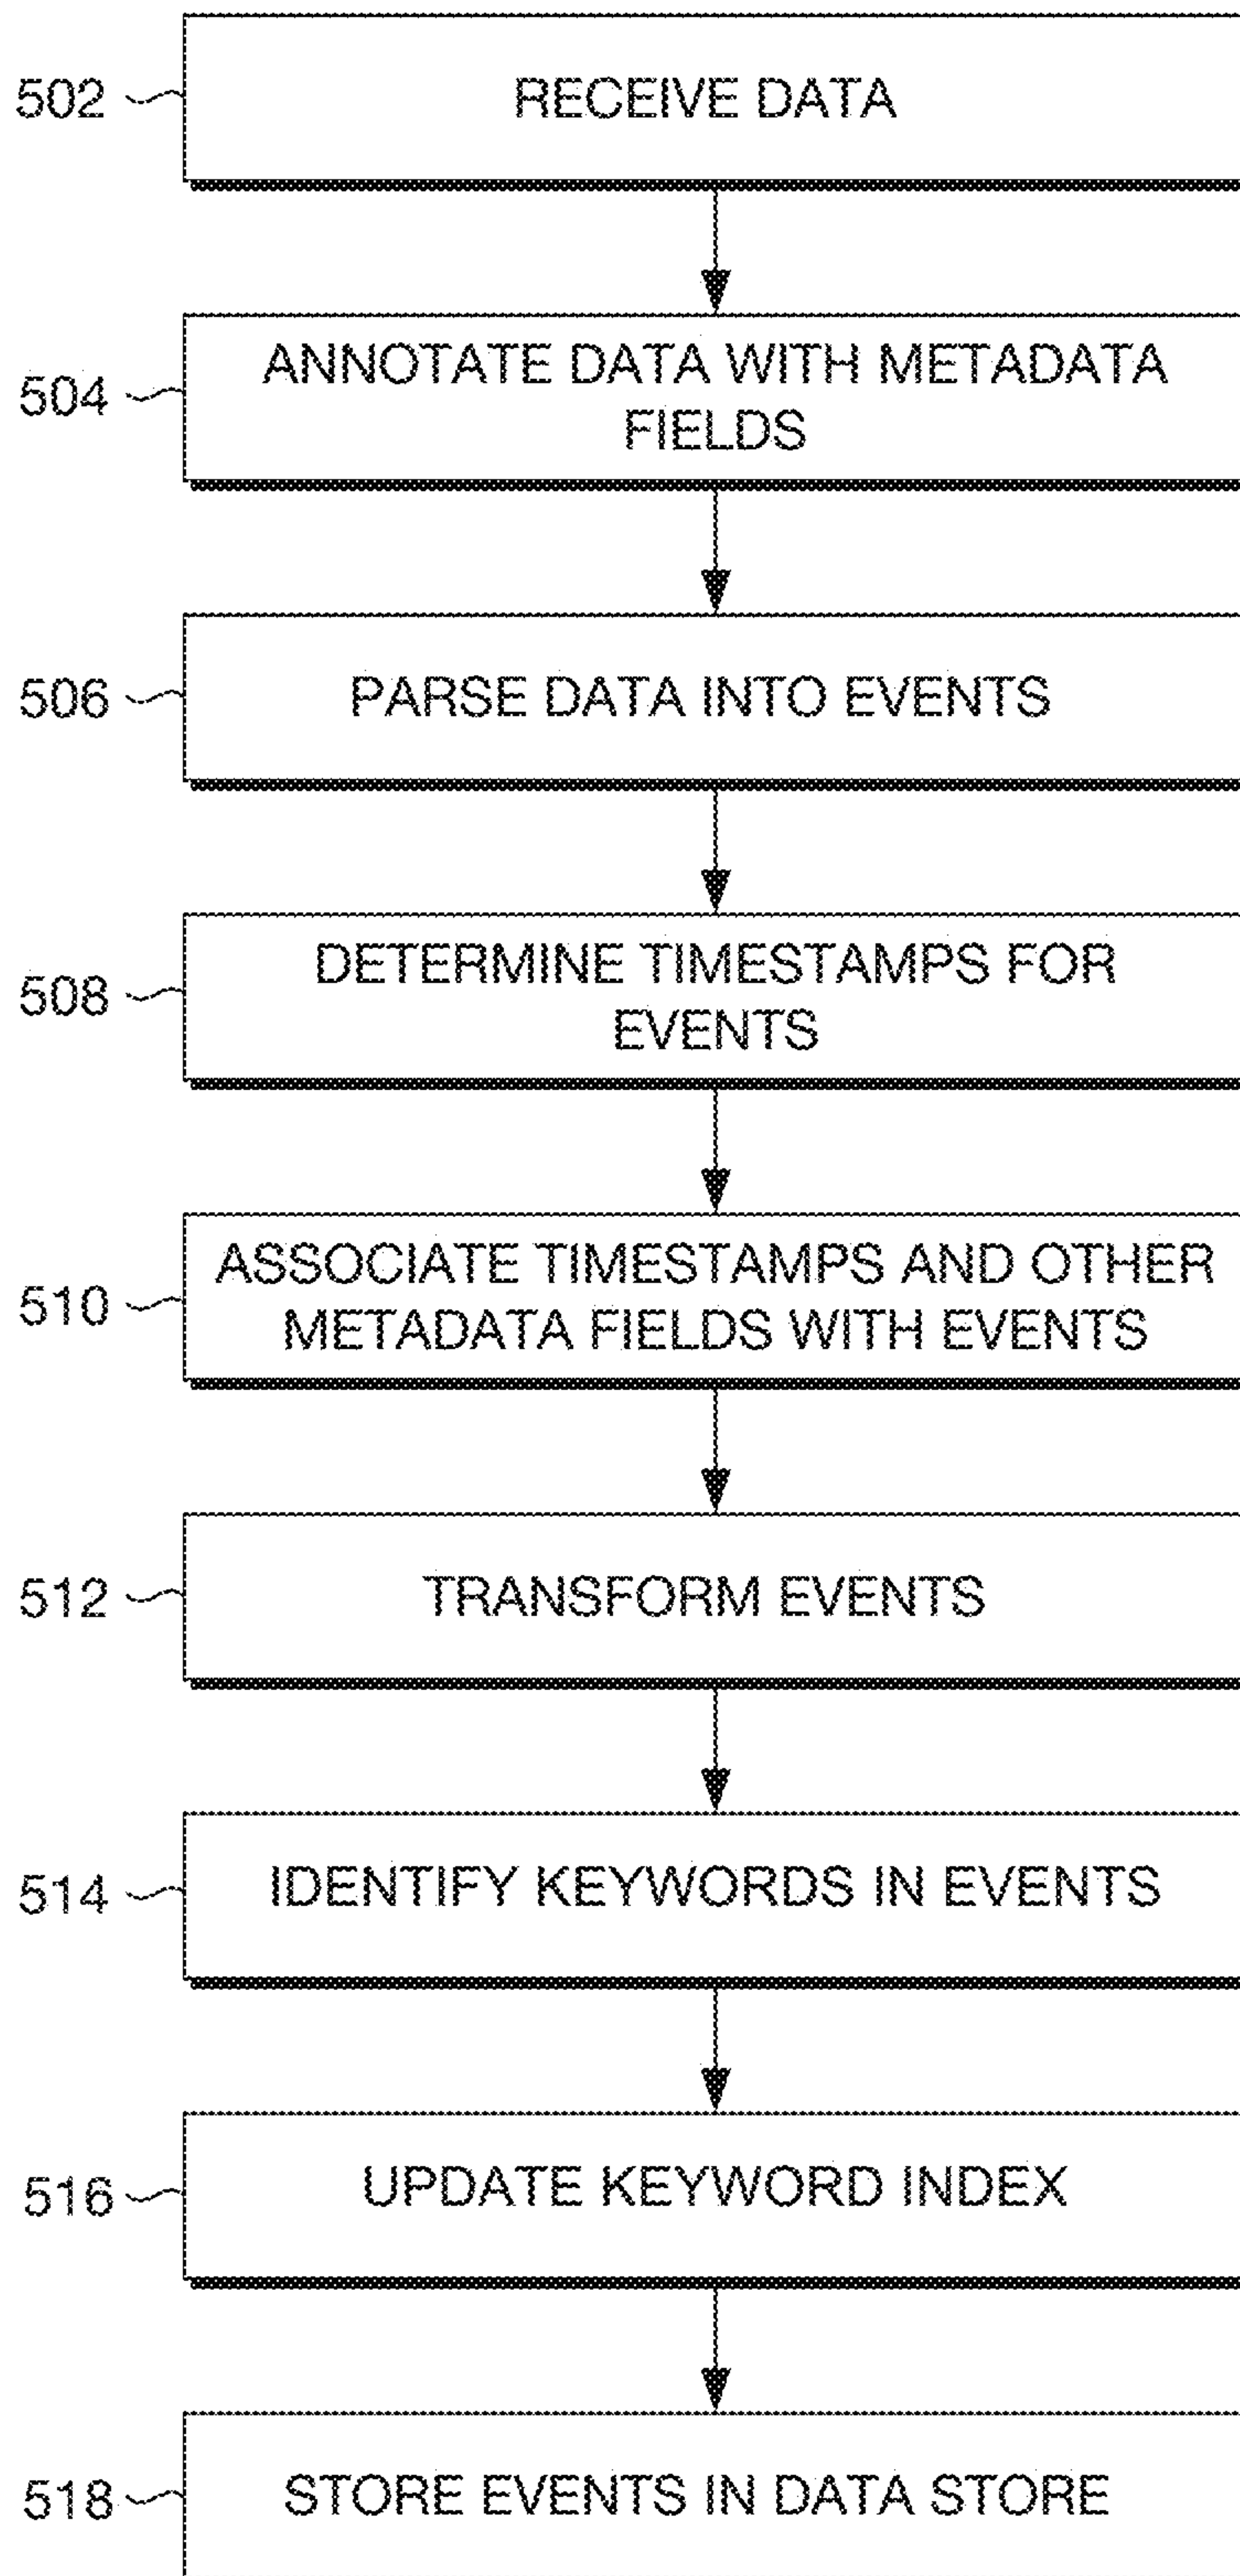 502
RECEIVE DATA
504
ANNOTATE DATA WITH METADATA
FIELDS
506
PARSE DATA INTO EVENTS
508
DETERMINE TIMESTAMPS FOR
EVENTS
510
ASSOCIATE TIMESTAMPS AND OTHER
METADATA FIELDS WITH EVENTS
512
TRANSFORM EVENTS
514
IDENTIFY KEYWORDS IN EVENTS
516
UPDATE KEYWORD INDEX
518
STORE EVENTS IN DATA STORE